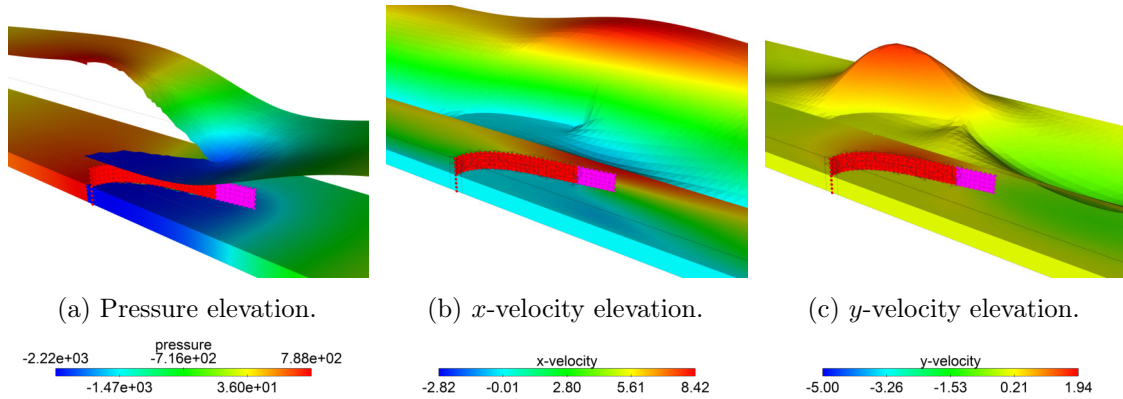 (a) Pressure elevation.
(b) x-velocity elevation.
(c) y-velocity elevation.
pressure
-2.22e+03 -7.16e+02 7.88e+02
-1.47e+03 3.60e+01
x-velocity
-2.82 -0.01 2.80 5.61 8.42
y-velocity
-5.00 -3.26 -1.53 0.21 1.94